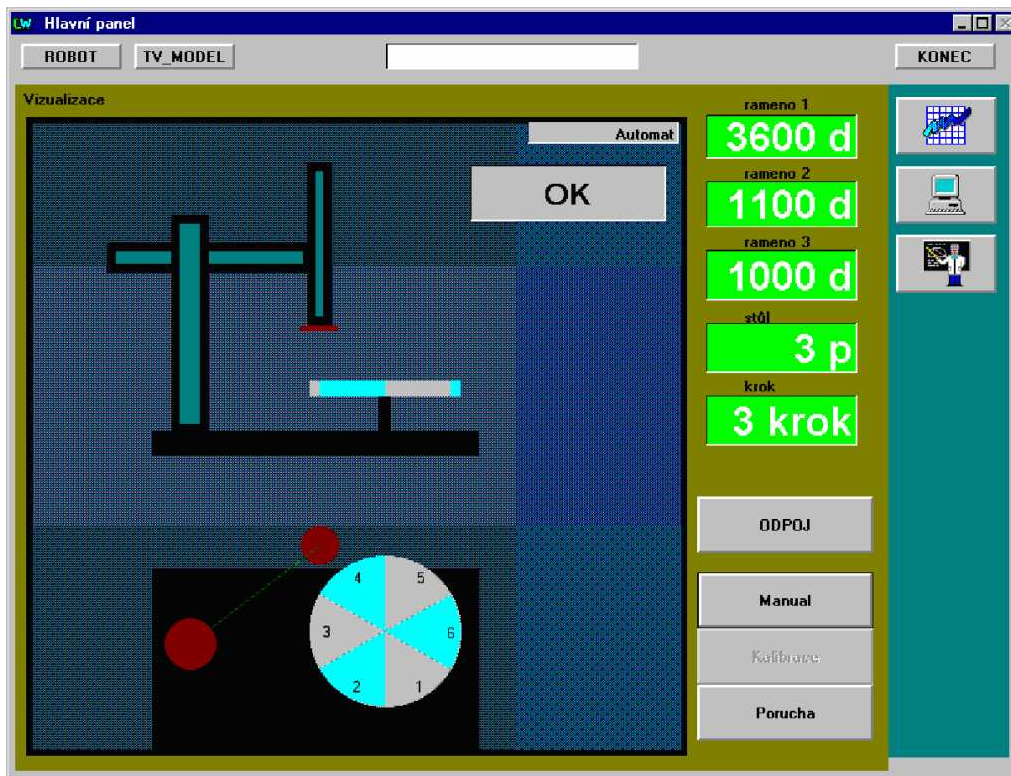 CW Hlavní panel
ROBOT
TV_MODEL
KONEC
Vizualizace
Automat
OK
rameno 1
3600 d
rameno 2
1100 d
rameno 3
1000 d
stůl
3 p
krok
3 krok
ODPOJ
Manual
Kalibrace
Porucha
4
5
3
6
2
1